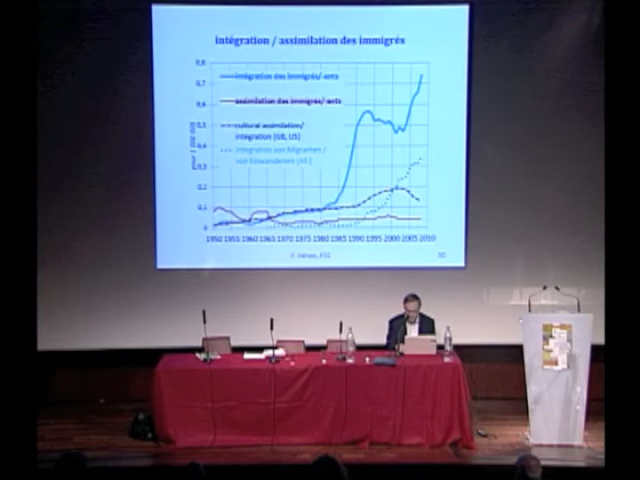 intégration / assimilation des immigrés
0,8
0,7
intégration des immigrés/-ants
0,6
assimilation des immigrés/-ants
0,5
cultural assimilation/
integration [GB, US]
0,4
Integration von Migranten /
von Einwanderern [All.]
0,3
0,2
0,1
0
1950 1955 1960 1965 1970 1975 1980 1985 1990 1995 2000 2005 2010